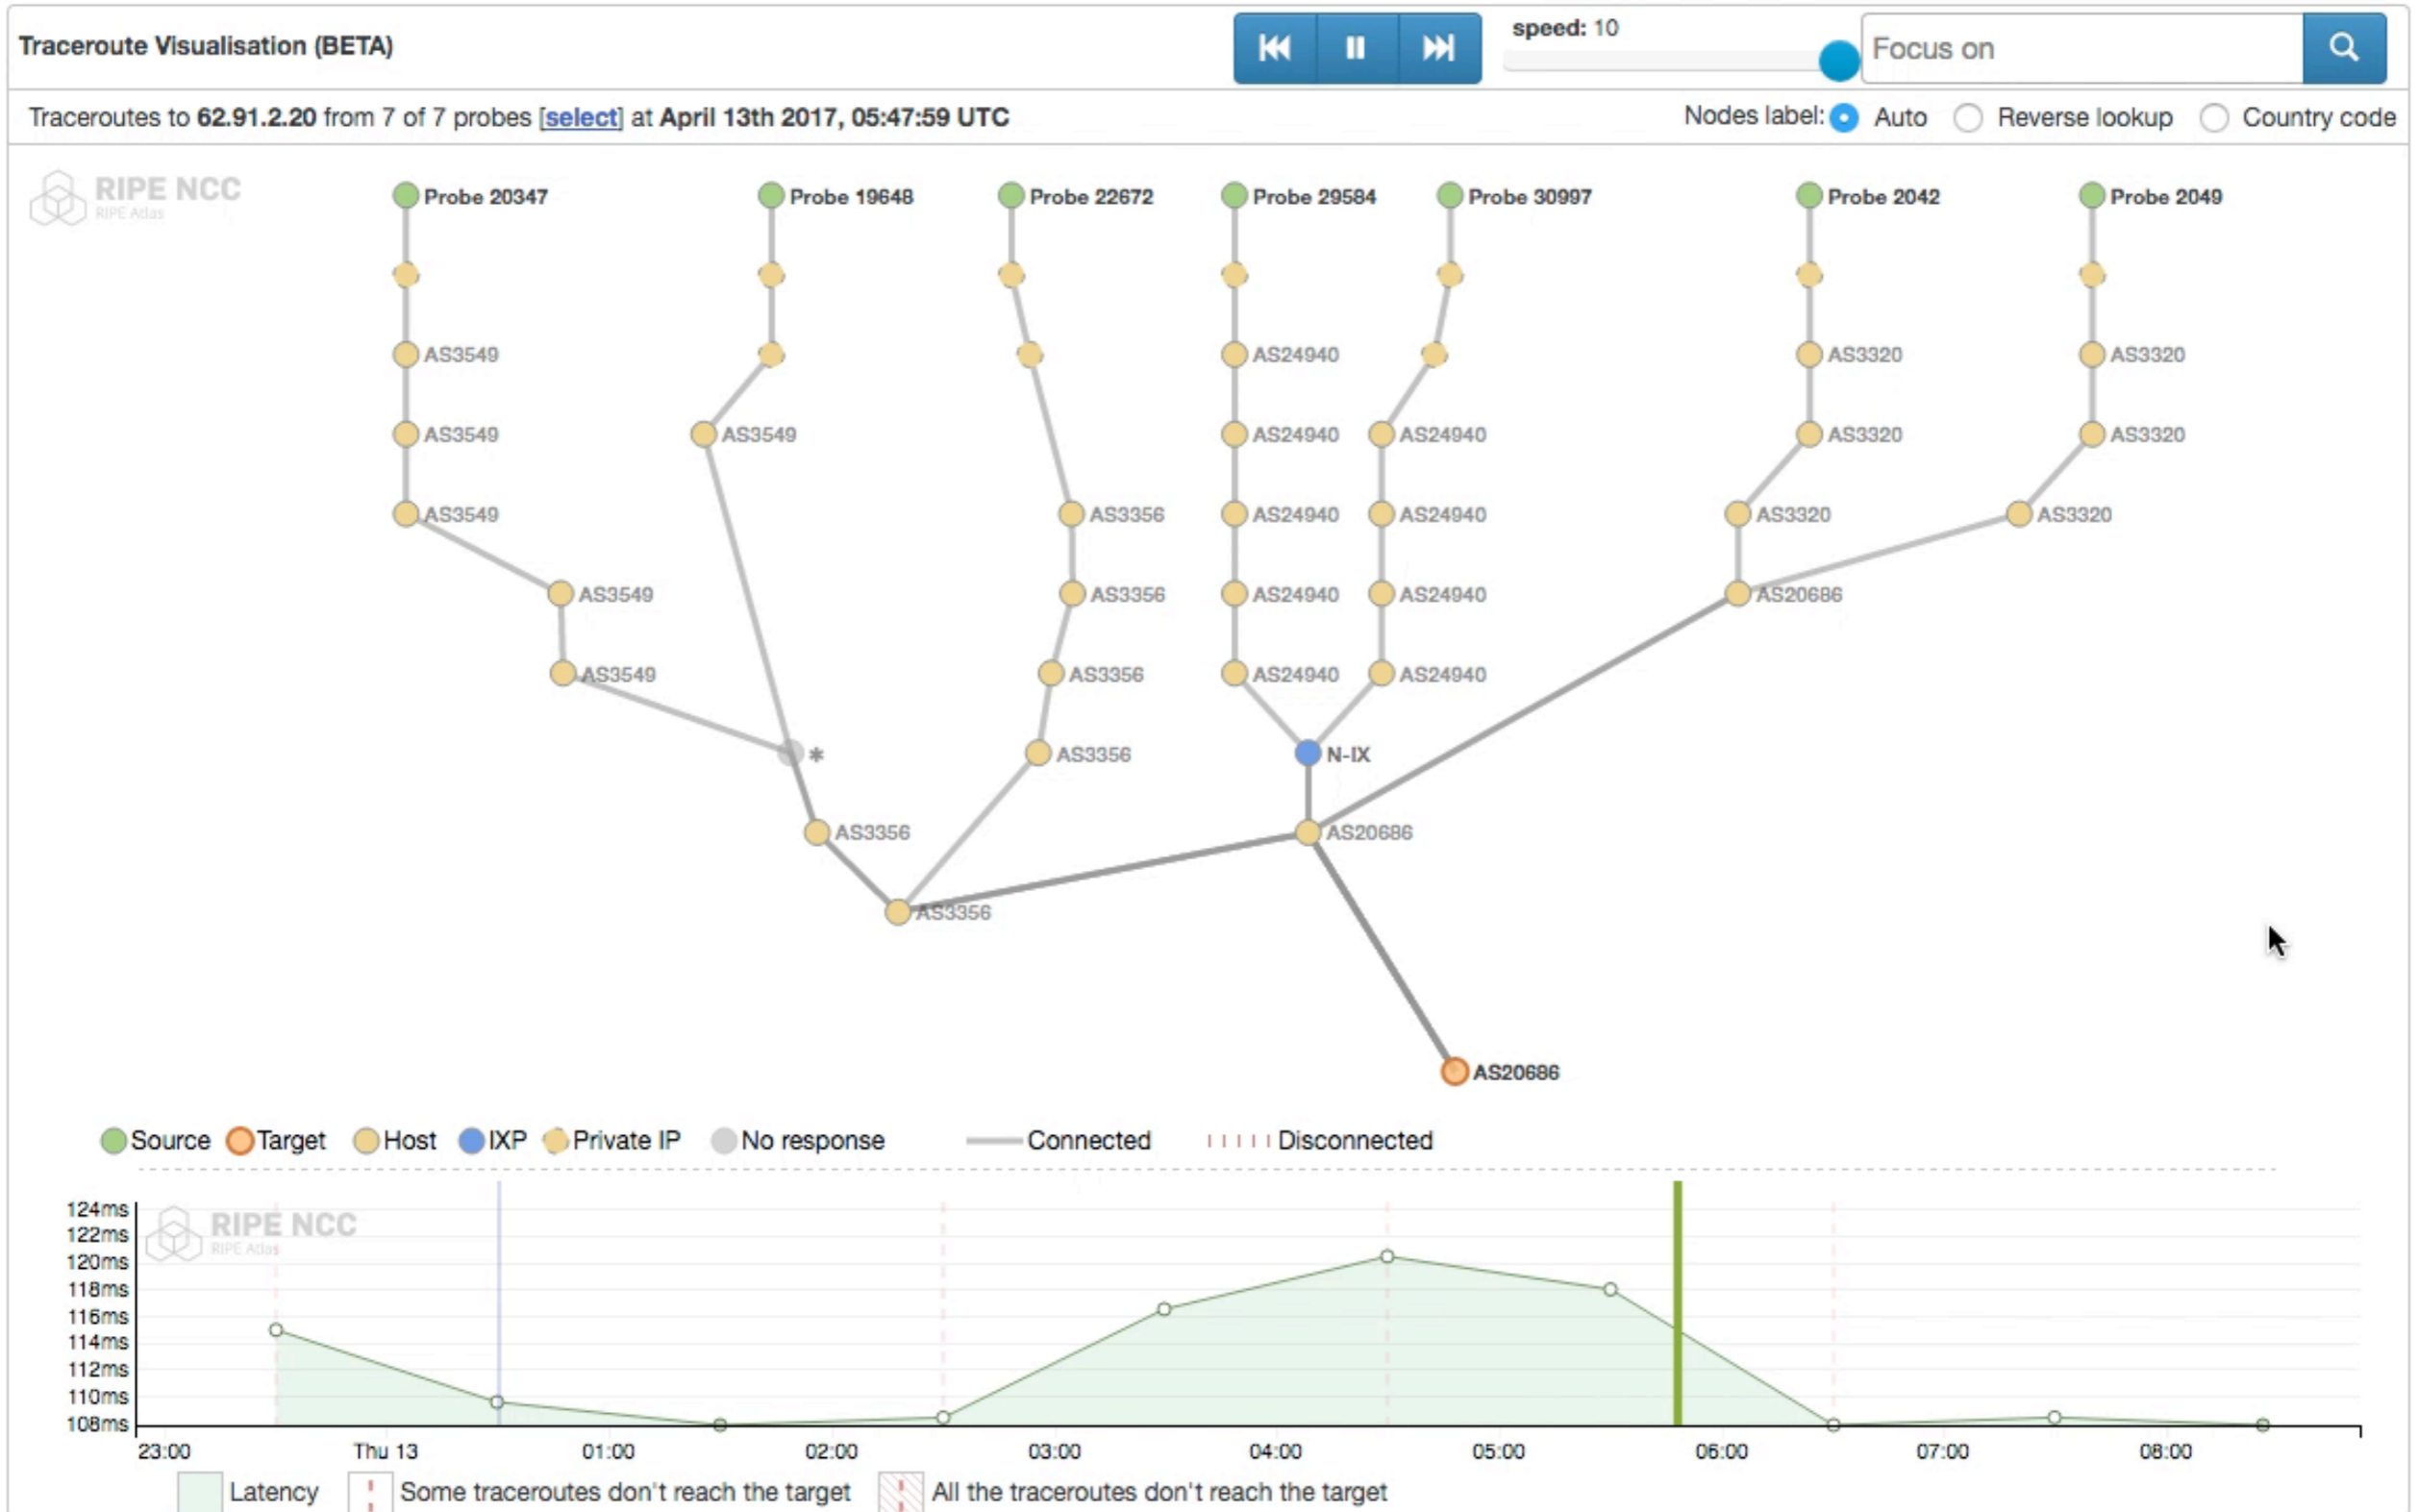 Traceroute Visualisation (BETA)
speed: 10
Focus on
Traceroutes to 62.91.2.20 from 7 of 7 probes [select] at April 13th 2017, 05:47:59 UTC
Nodes label: Auto Reverse lookup Country code
RIPE NCC
RIPE Atlas
Probe 20347 Probe 19648 Probe 22672 Probe 29584 Probe 30997 Probe 2042 Probe 2049
AS3549 AS24940 AS3320 AS3320
AS3549 AS3549 AS24940 AS24940 AS3320 AS3320
AS3549 AS3356 AS24940 AS24940 AS3320 AS3320
AS3549 AS3356 AS24940 AS24940 AS20686
AS3549 AS3356 AS24940 AS24940
* AS3356 N-IX
AS3356 AS20686
AS3356
AS20686
Source Target Host IXP Private IP No response Connected Disconnected
RIPE NCC
RIPE Atlas
124ms
122ms
120ms
118ms
116ms
114ms
112ms
110ms
108ms
23:00 Thu 13 01:00 02:00 03:00 04:00 05:00 06:00 07:00 08:00
Latency Some traceroutes don't reach the target All the traceroutes don't reach the target